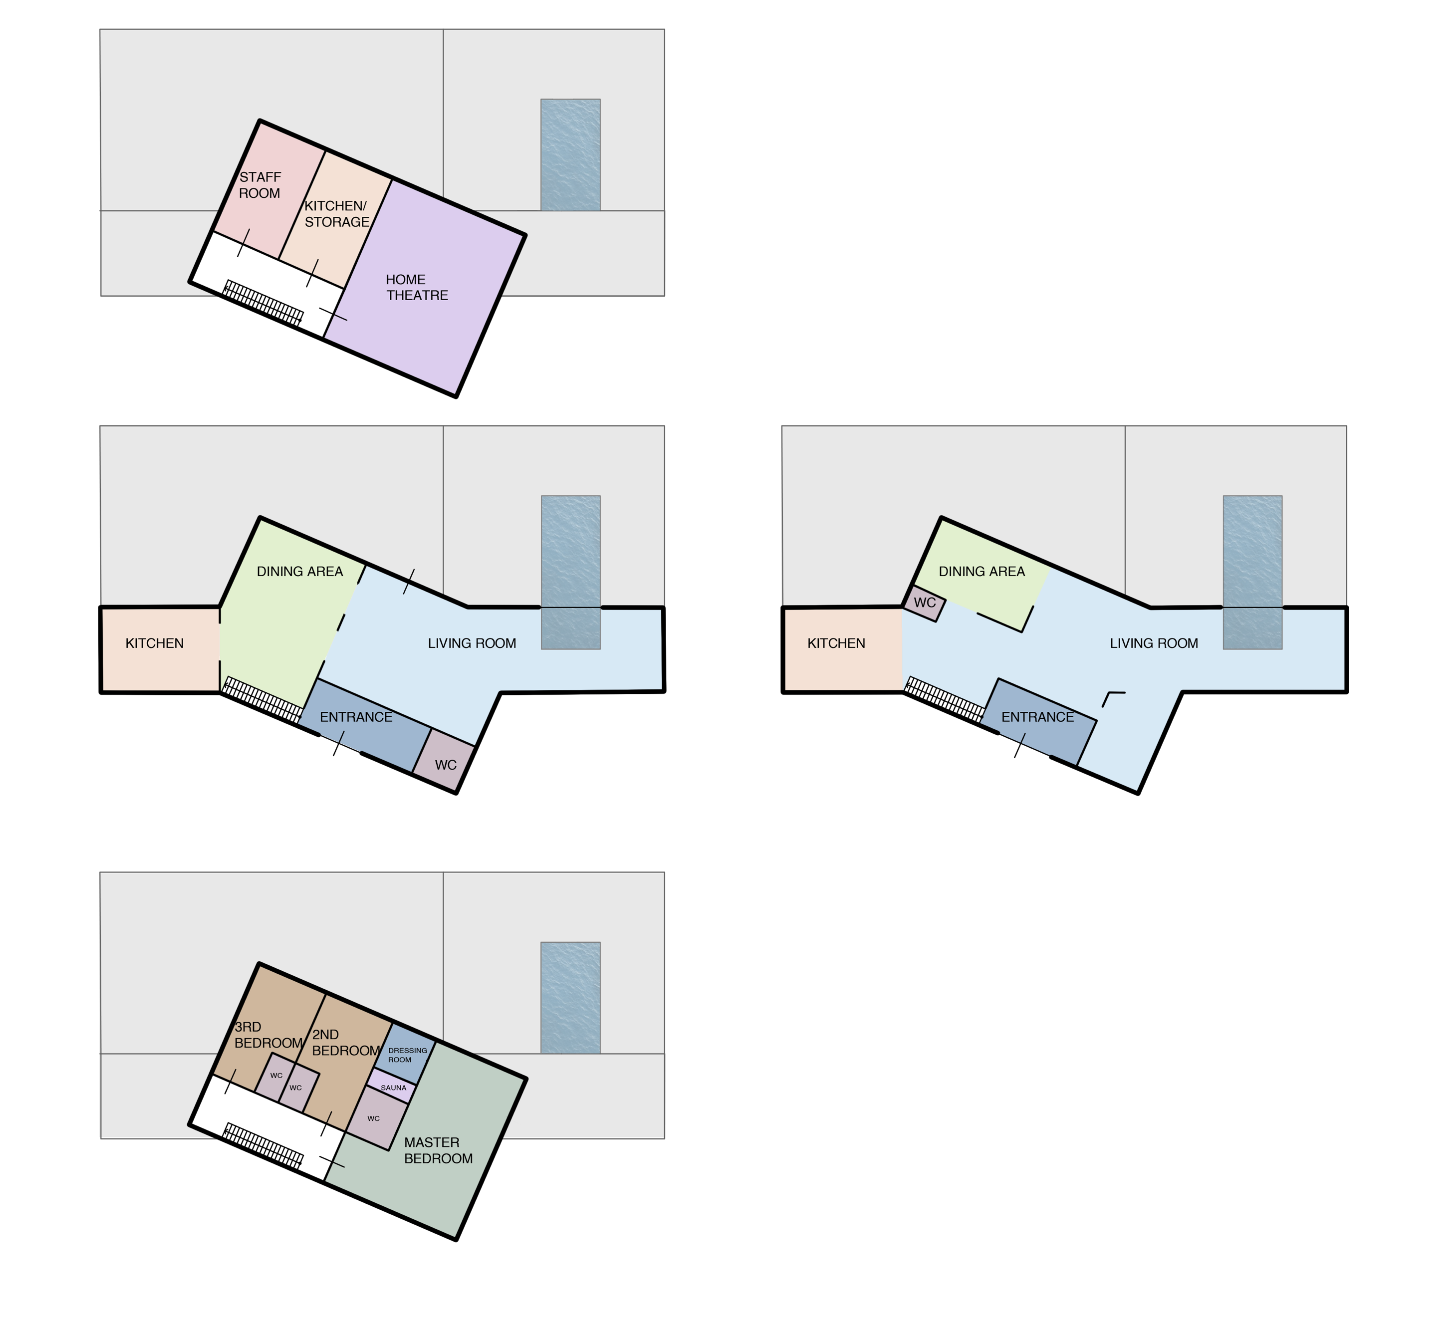 STAFF
ROOM
KITCHEN/
STORAGE
HOME
THEATRE
DINING AREA
KITCHEN
LIVING ROOM
ENTRANCE
WC
DINING AREA
WC
KITCHEN
LIVING ROOM
ENTRANCE
3RD
BEDROOM
2ND
BEDROOM
DRESSING
ROOM
WC
WC
SAUNA
WC
MASTER
BEDROOM